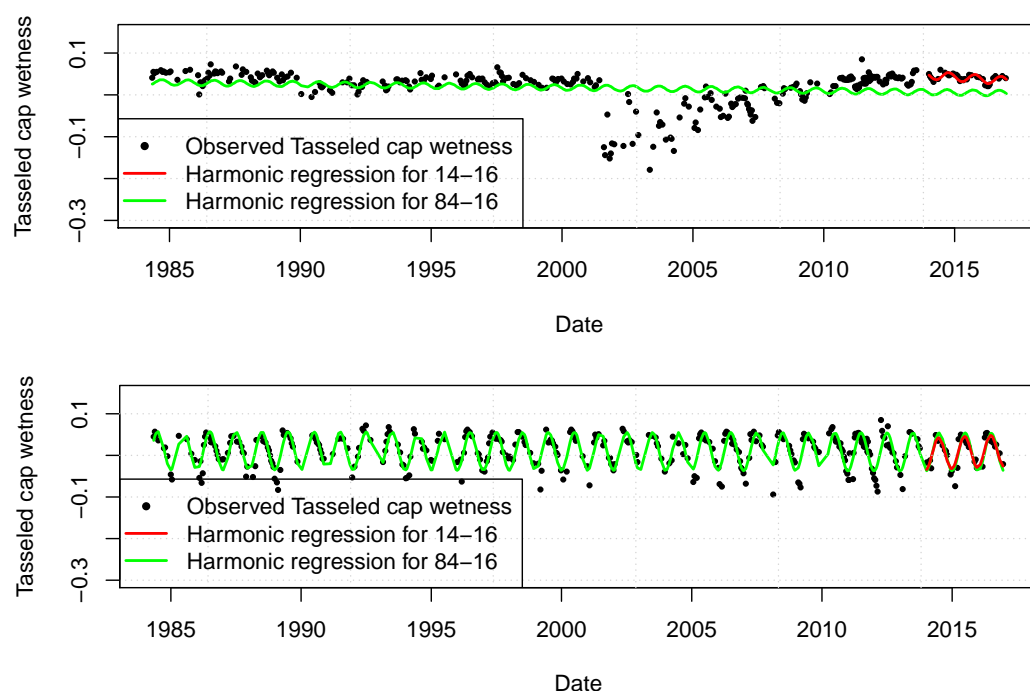 Tasseled cap wetness
0.1
−0.1
−0.3
Observed Tasseled cap wetness
Harmonic regression for 14−16
Harmonic regression for 84−16
1985 1990 1995 2000 2005 2010 2015
Date
Tasseled cap wetness
0.1
−0.1
−0.3
Observed Tasseled cap wetness
Harmonic regression for 14−16
Harmonic regression for 84−16
1985 1990 1995 2000 2005 2010 2015
Date